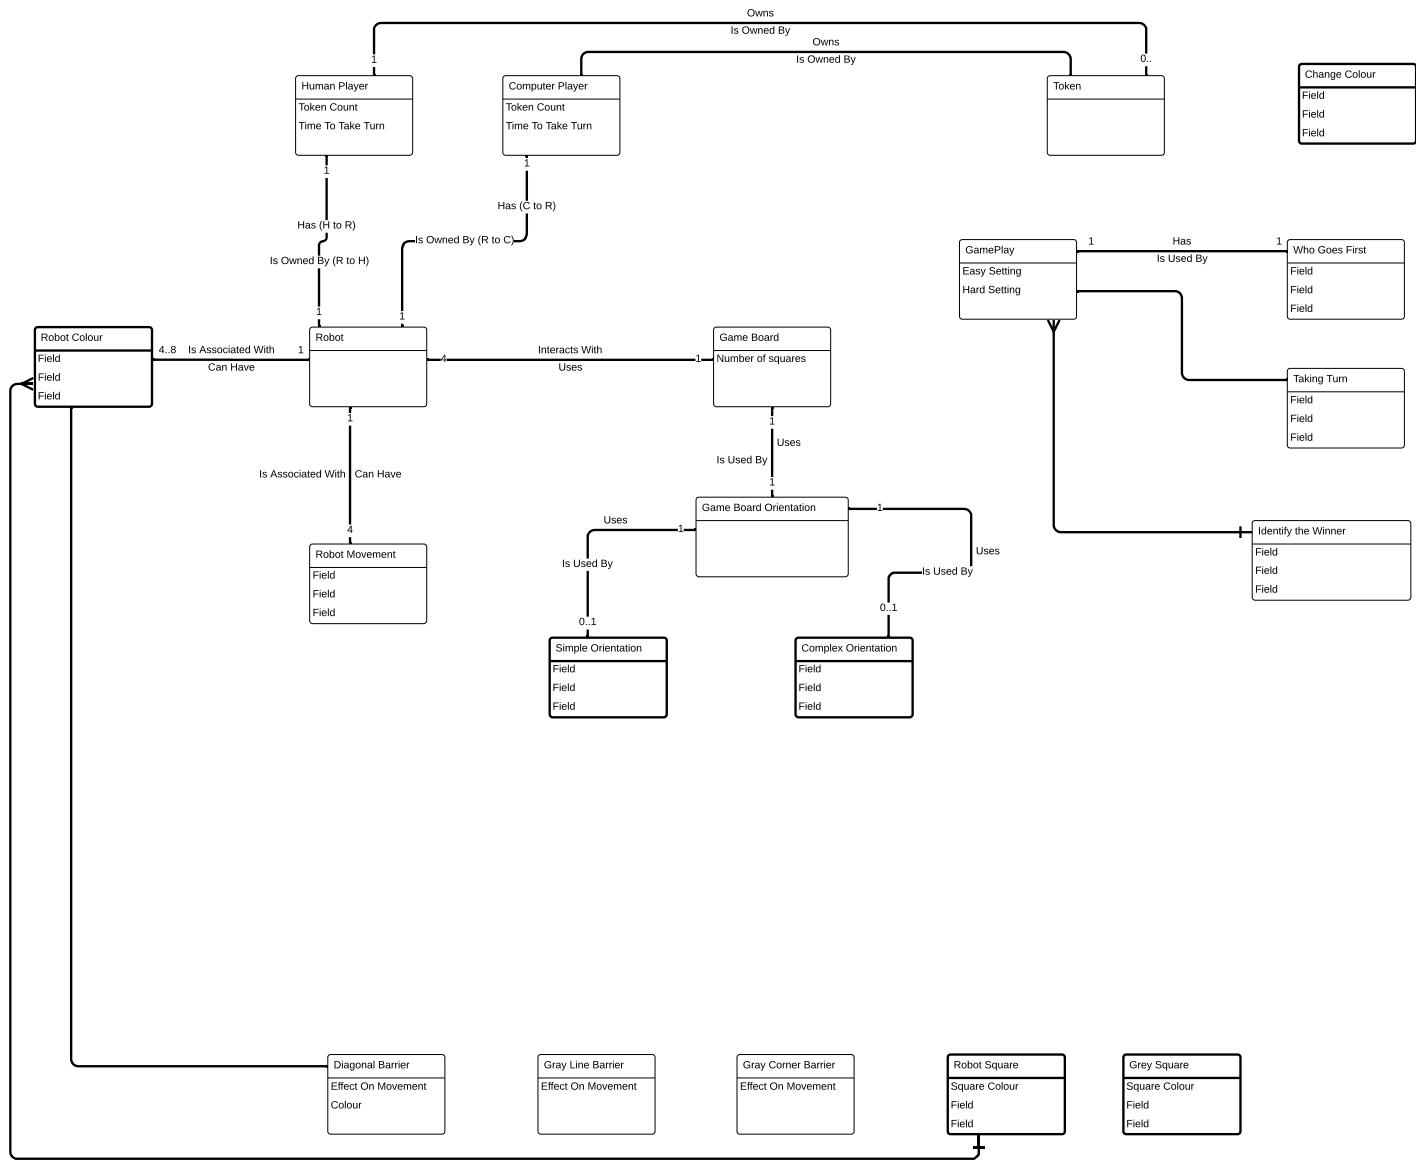 Owns
Is Owned By
Owns
Is Owned By
1
0..
Human Player
Token Count
Time To Take Turn
Computer Player
Token Count
Time To Take Turn
Token
Change Colour
Field
Field
Field
1
Has (H to R)
Is Owned By (R to H)
1
1
Has (C to R)
Is Owned By (R to C)
1
GamePlay
Easy Setting
Hard Setting
1
Has
1
Is Used By
Who Goes First
Field
Field
Field
Robot Colour
Field
Field
Field
4..8
Is Associated With
1
Can Have
Robot
4
Interacts With
1
Uses
Game Board
Number of squares
Taking Turn
Field
Field
Field
1
Is Associated With
Can Have
4
Robot Movement
Field
Field
Field
1
Uses
Is Used By
1
Game Board Orientation
Uses
1
Is Used By
0..1
1
Uses
Is Used By
0..1
Identify the Winner
Field
Field
Field
Simple Orientation
Field
Field
Field
Complex Orientation
Field
Field
Field
Diagonal Barrier
Effect On Movement
Colour
Gray Line Barrier
Effect On Movement
Gray Corner Barrier
Effect On Movement
Robot Square
Square Colour
Field
Field
Grey Square
Square Colour
Field
Field